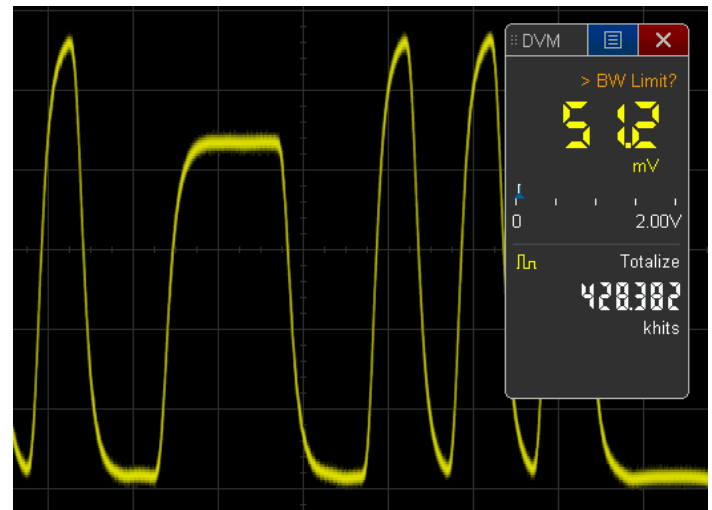 DVM
> BW Limit?
51.2
mV
0 2.00V
Totalize
428.382
khits